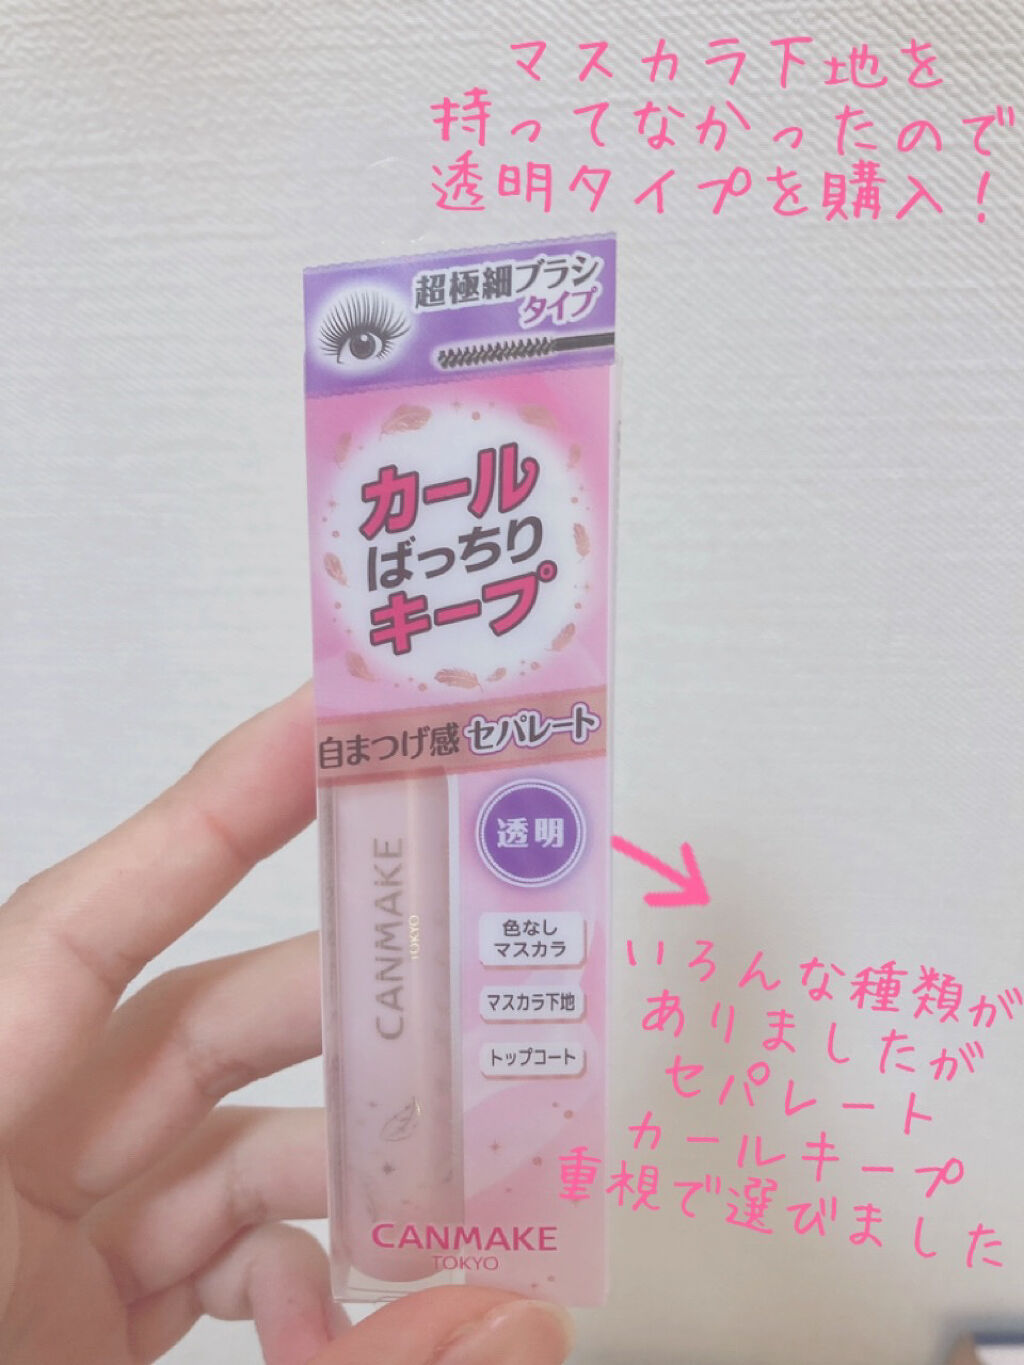 マスカラ下地を
持ってなかったので
透明タイプを購入！
超極細ブラシ
タイプ
カール
ばっちり
キープ
自まつげ感 セパレート
透明
色なし
マスカラ
マスカラ下地
トップコート
CANMAKE
TOKYO
CANMAKE
TOKYO
いろんな種類が
ありましたが
セパレート
カールキープ
重視で選びました